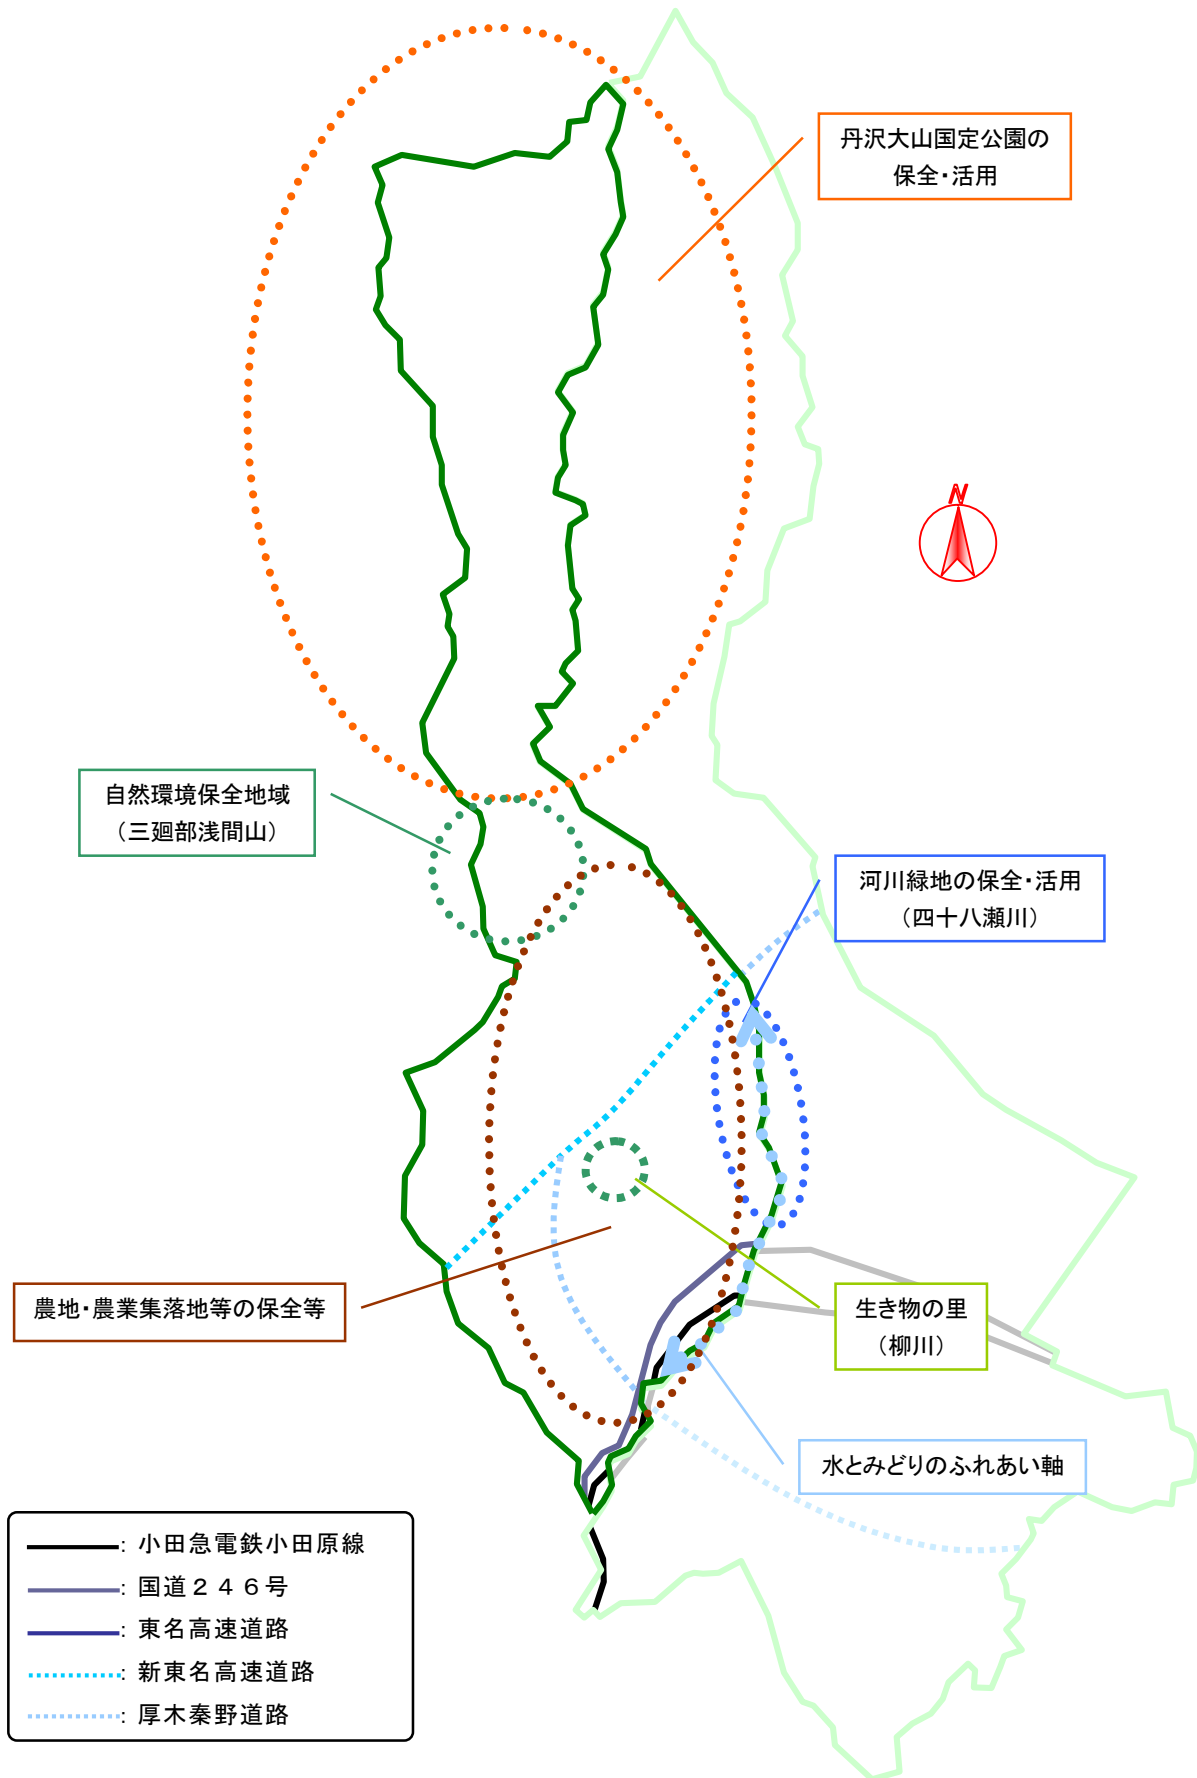 丹沢大山国定公園の
保全・活用
N
自然環境保全地域
（三廻部浅間山）
河川緑地の保全・活用
（四十八瀬川）
農地・農業集落地等の保全等
生き物の里
（柳川）
水とみどりのふれあい軸
：小田急電鉄小田原線
：国道２４６号
：東名高速道路
：新東名高速道路
：厚木秦野道路